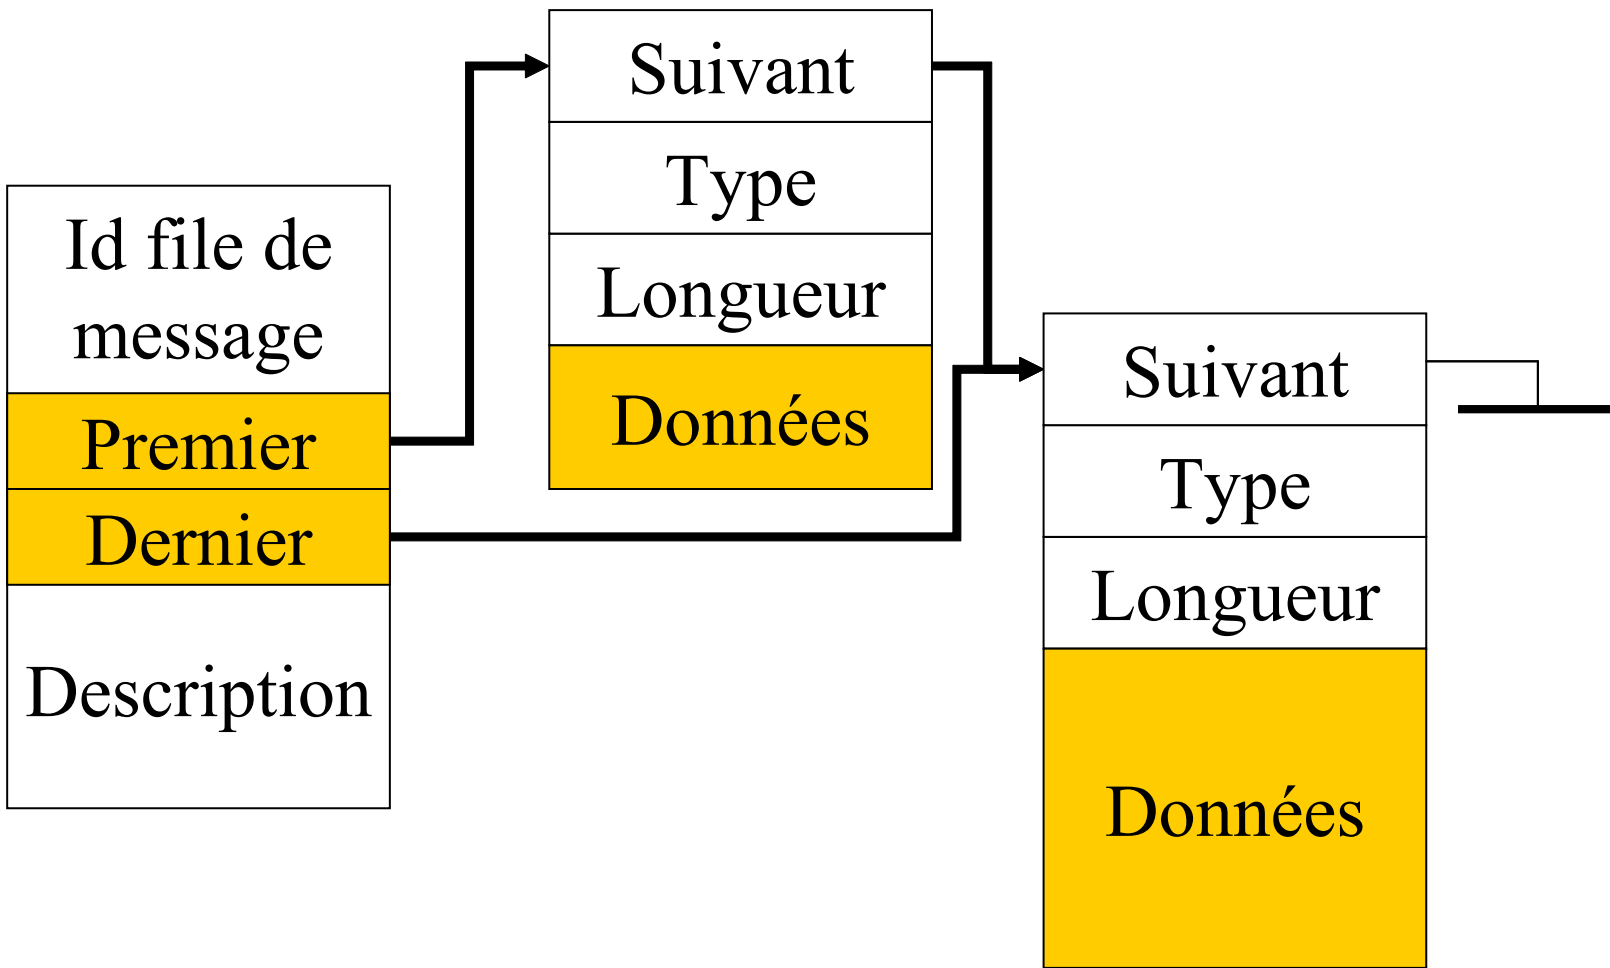 Id file de
message
Premier
Dernier
Description
Suivant
Type
Longueur
Données
Suivant
Type
Longueur
Données